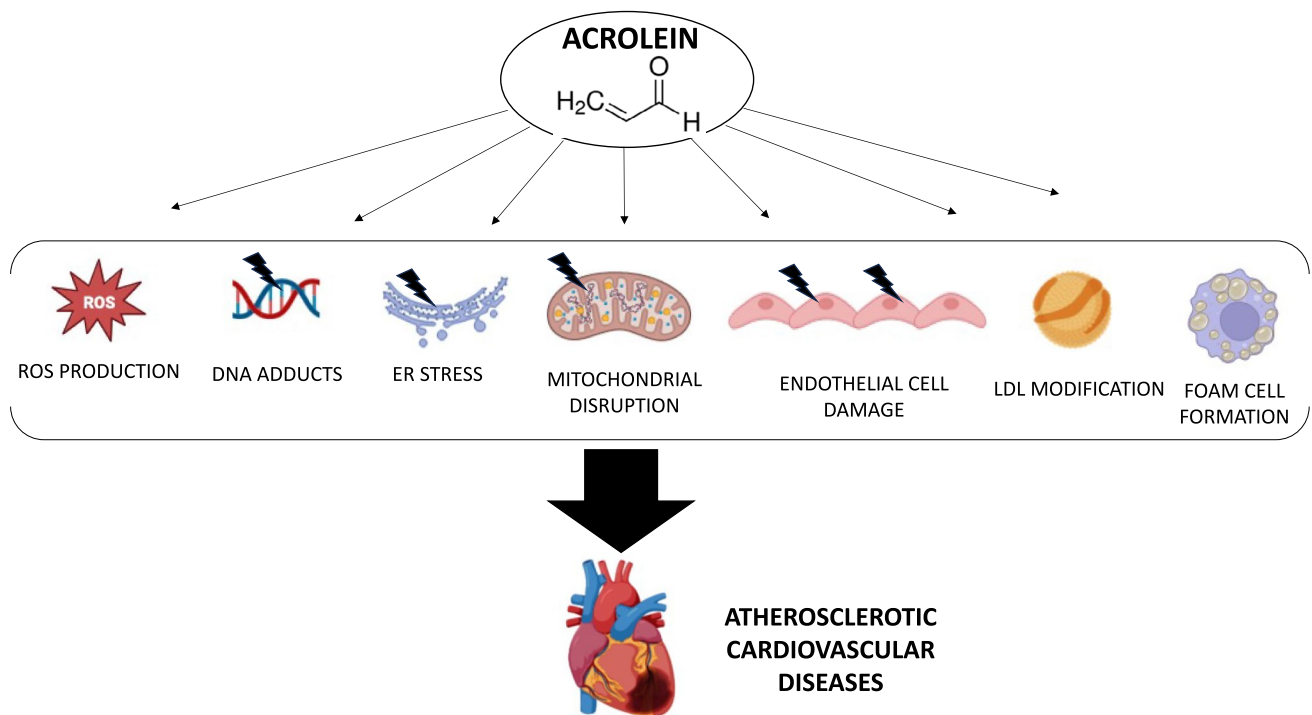 ACROLEIN
O
H₂C
H
ROS
ROS PRODUCTION
DNA ADDUCTS
ER STRESS
MITOCHONDRIAL
DISRUPTION
ENDOTHELIAL CELL
DAMAGE
LDL MODIFICATION
FOAM CELL
FORMATION
ATHEROSCLEROTIC
CARDIOVASCULAR
DISEASES